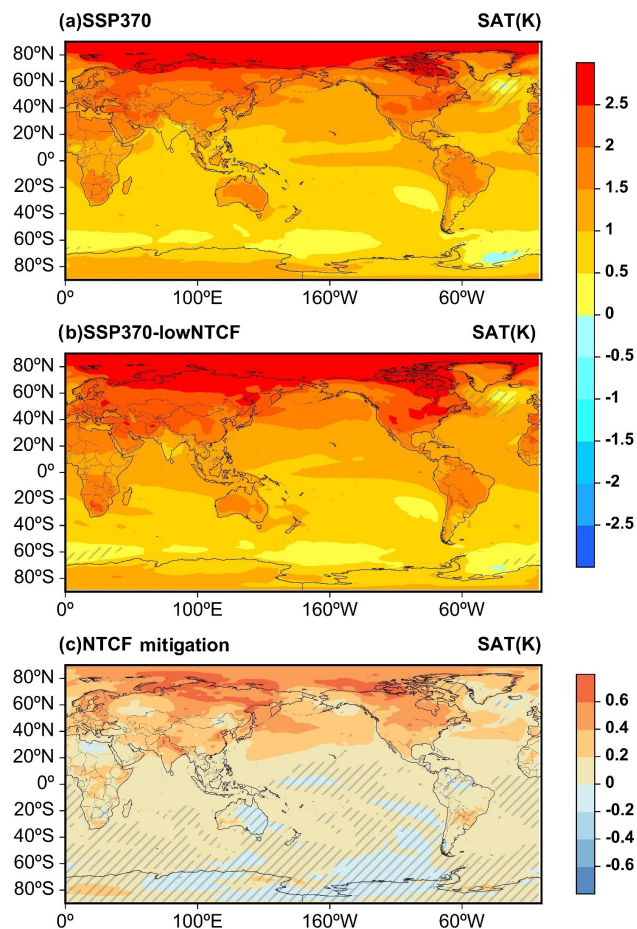 (a)SSP370 SAT(K)
80ºN
60ºN
40ºN
20ºN
0º
20ºS
40ºS
60ºS
80ºS
0º 100ºE 160ºW 60ºW
2.5
2
1.5
1
0.5
0
-0.5
-1
-1.5
-2
-2.5
(b)SSP370-lowNTCF SAT(K)
80ºN
60ºN
40ºN
20ºN
0º
20ºS
40ºS
60ºS
80ºS
0º 100ºE 160ºW 60ºW
(c)NTCF mitigation SAT(K)
80ºN
60ºN
40ºN
20ºN
0º
20ºS
40ºS
60ºS
80ºS
0º 100ºE 160ºW 60ºW
0.6
0.4
0.2
0
-0.2
-0.4
-0.6